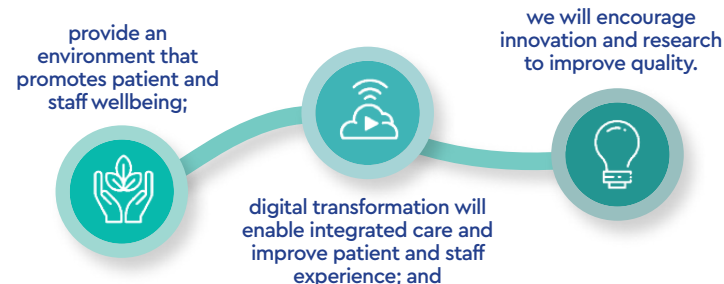 provide an
environment that
promotes patient and
staff wellbeing;
digital transformation will
enable integrated care and
improve patient and staff
experience; and
we will encourage
innovation and research
to improve quality.